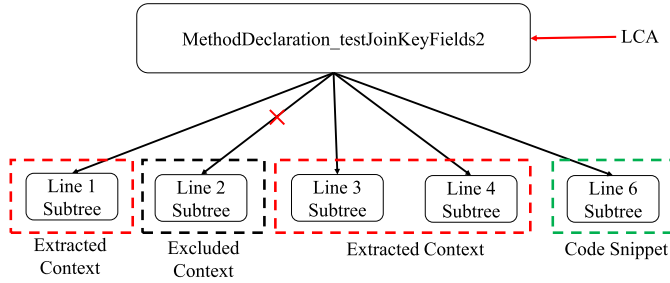 MethodDeclaration_testJoinKeyFields2
LCA
Line 1
Subtree
Line 2
Subtree
Line 3
Subtree
Line 4
Subtree
Line 6
Subtree
Extracted
Context
Excluded
Context
Extracted Context
Code Snippet